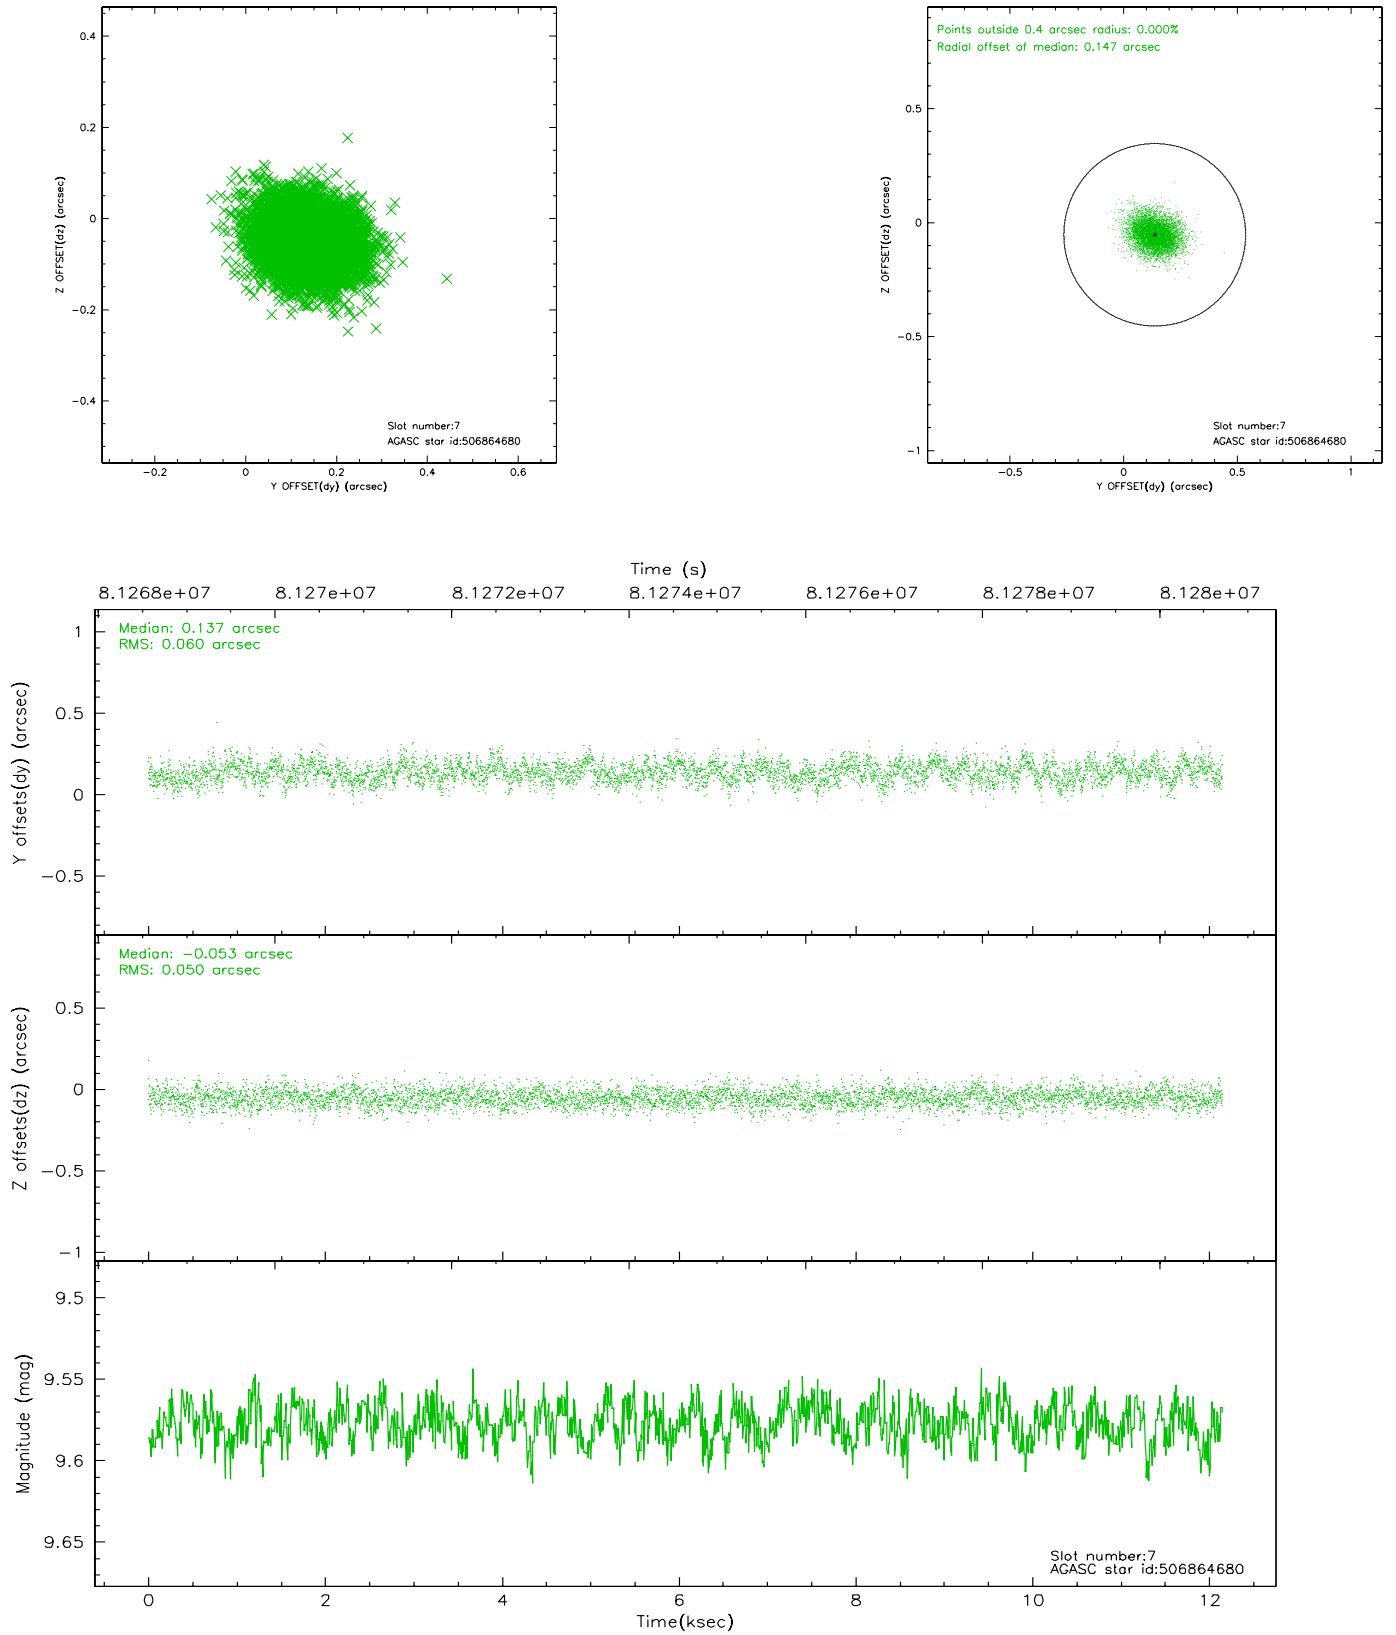 0.4
0.2
0
−0.2
−0.4
Z OFFSET(dz) (arcsec)
Slot number:7
AGASC star id:506864680
−0.2
0
0.2
0.4
0.6
Y OFFSET(dy) (arcsec)
Points outside 0.4 arcsec radius: 0.000%
Radial offset of median: 0.147 arcsec
0.5
0
−0.5
−1
Z OFFSET(dz) (arcsec)
Slot number:7
AGASC star id:506864680
−0.5
0
0.5
1
Y OFFSET(dy) (arcsec)
Time (s)
8.1268e+07
8.127e+07
8.1272e+07
8.1274e+07
8.1276e+07
8.1278e+07
8.128e+07
Median: 0.137 arcsec
RMS: 0.060 arcsec
1
0.5
0
−0.5
Y offsets(dy) (arcsec)
Median: −0.053 arcsec
RMS: 0.050 arcsec
0.5
0
−0.5
−1
Z offsets(dz) (arcsec)
9.5
9.55
9.6
9.65
Magnitude (mag)
Slot number:7
AGASC star id:506864680
0
2
4
6
8
10
12
Time(ksec)